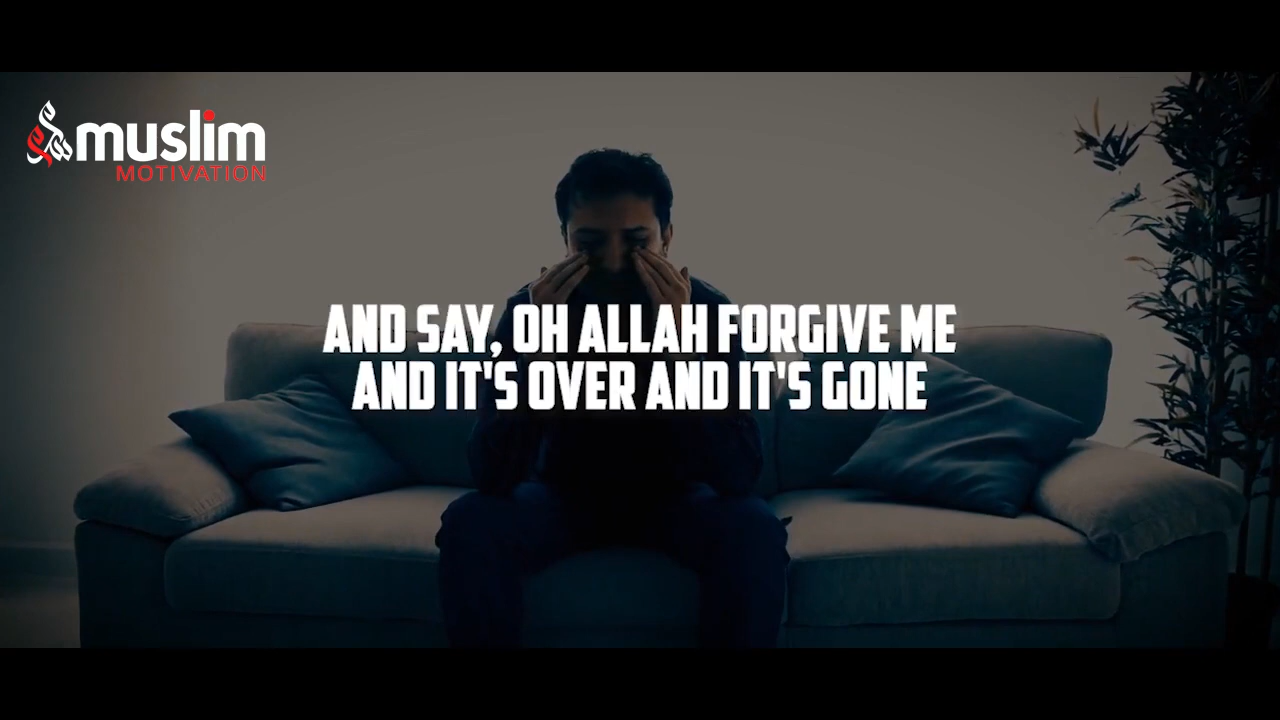 muslim
MOTIVATION
AND SAY, OH ALLAH FORGIVE ME
AND IT'S OVER AND IT'S GONE